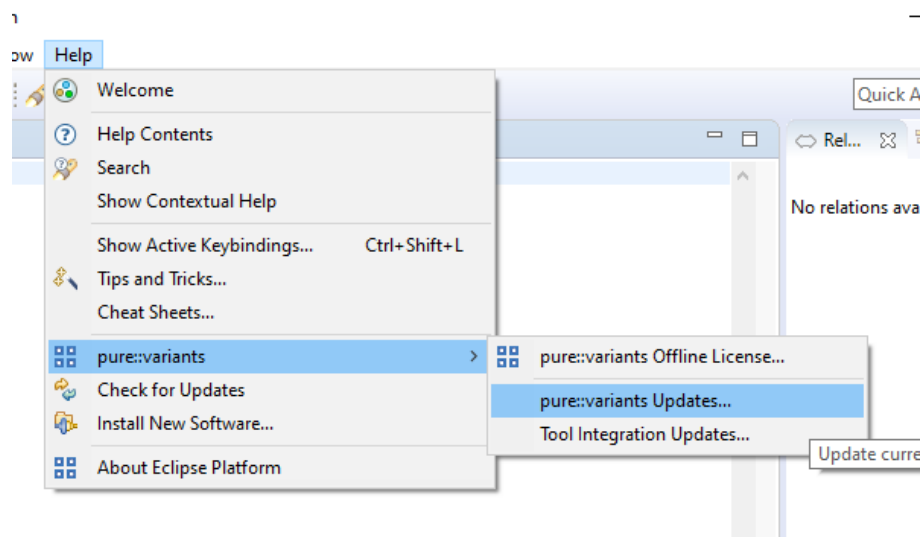 Help
Quick A
Welcome
Help Contents
Rel...
Search
Show Contextual Help
No relations ava
Show Active Keybindings... Ctrl+Shift+L
Tips and Tricks...
Cheat Sheets...
pure::variants
pure::variants Offline License...
Check for Updates
pure::variants Updates...
Install New Software...
Tool Integration Updates...
Update curre
About Eclipse Platform